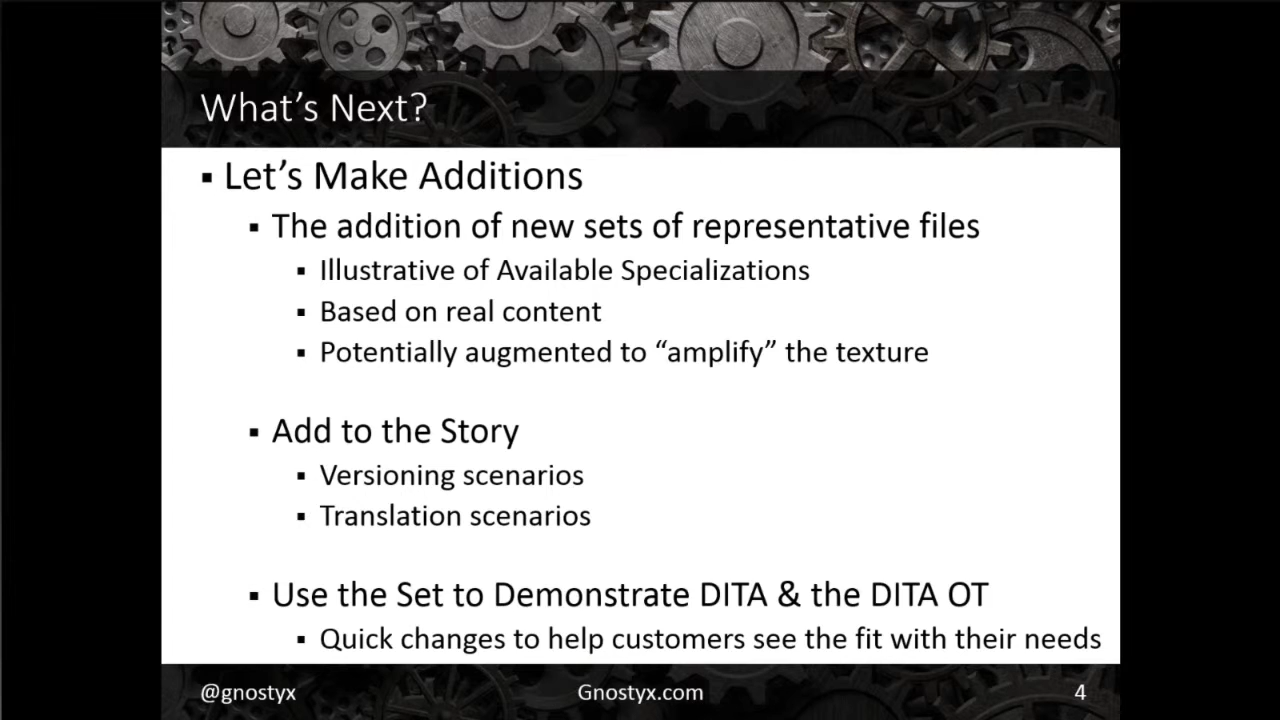 What’s Next?
▪ Let’s Make Additions
▪ The addition of new sets of representative files
▪ Illustrative of Available Specializations
▪ Based on real content
▪ Potentially augmented to “amplify” the texture
▪ Add to the Story
▪ Versioning scenarios
▪ Translation scenarios
▪ Use the Set to Demonstrate DITA & the DITA OT
▪ Quick changes to help customers see the fit with their needs
@gnostyx Gnostyx.com 4